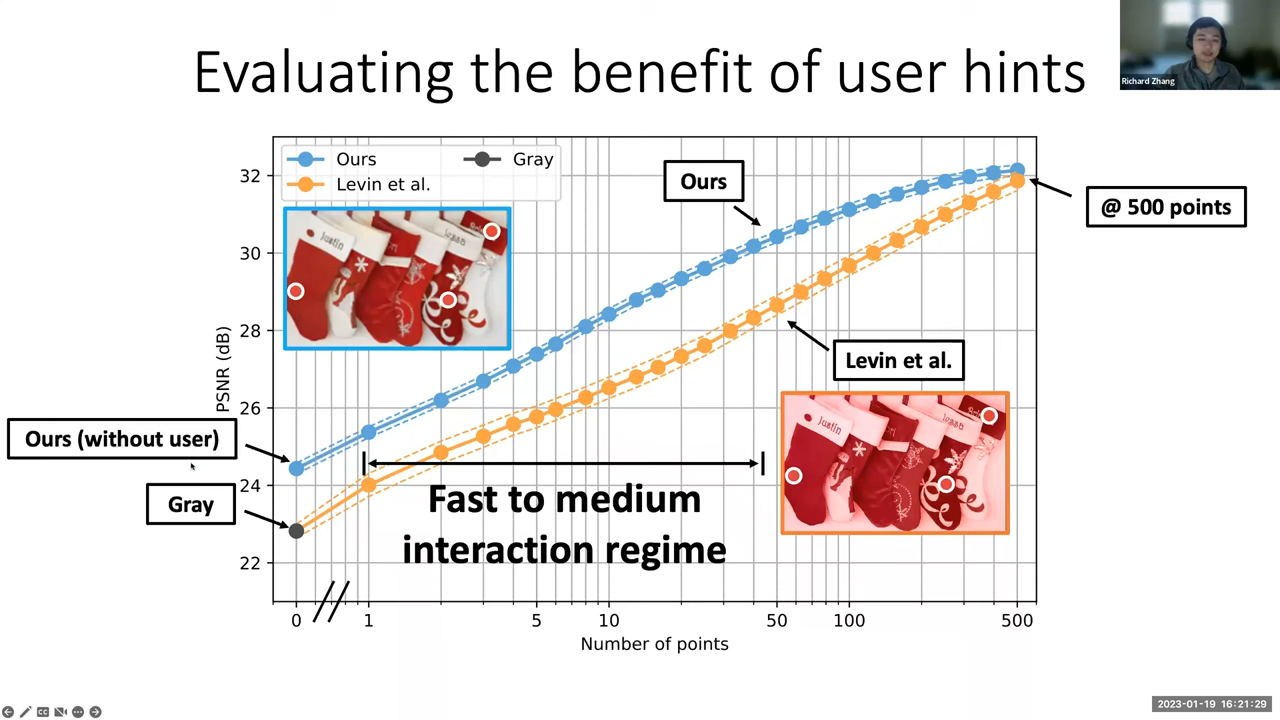 Evaluating the benefit of user hints
Richard Zhang
Ours
Gray
Levin et al.
Ours
@ 500 points
Levin et al.
Ours (without user)
Gray
Fast to medium
interaction regime
PSNR (dB)
32
30
28
26
24
22
0
1
5
10
50
100
500
Number of points
Justin
Justin
2023-01-19 16:21:29